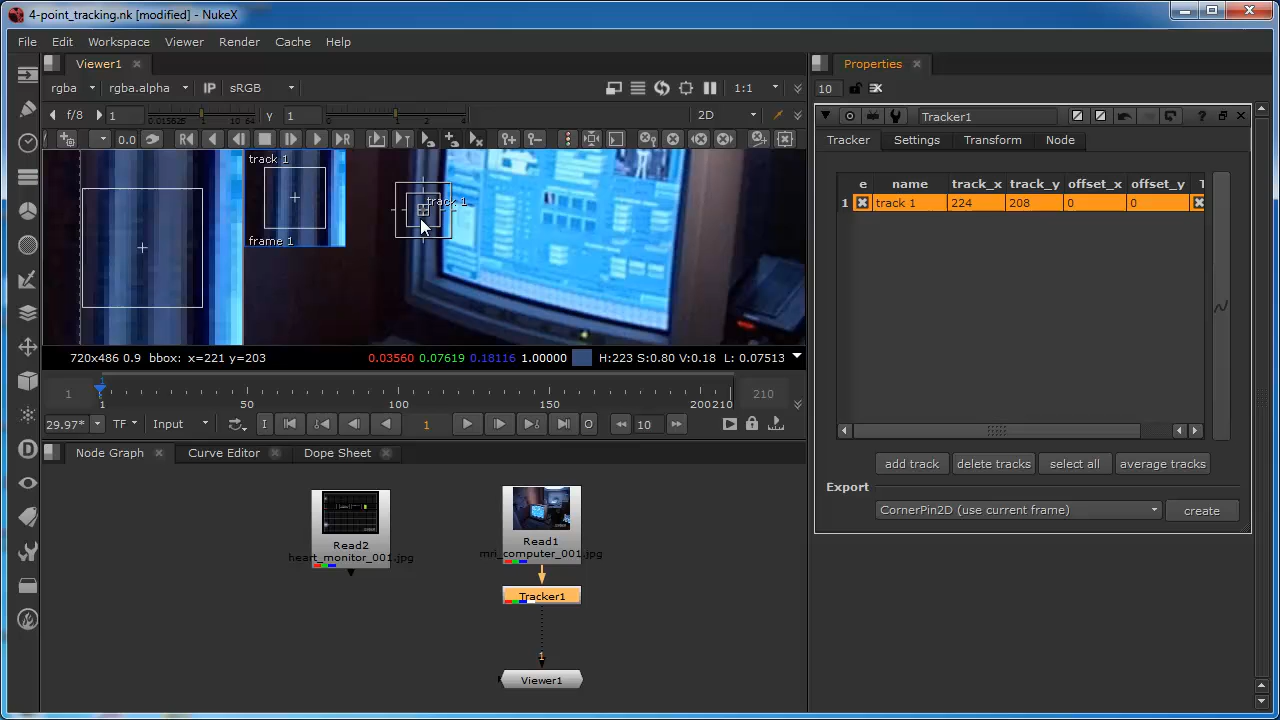 4-point_tracking.nk [modified] - NukeX
File Edit Workspace Viewer Render Cache Help
Viewer1
rgba rgba.alpha IP sRGB 1:1
f/8 1 γ 1 2D
0.0
track 1
frame 1
track 1
720x486 0.9 bbox: x=221 y=203 0.03560 0.07619 0.18116 1.00000 H:223 S:0.80 V:0.18 L: 0.07513
1 1 50 100 150 200 210 210
1
29.97* TF Input 1 10
Node Graph Curve Editor Dope Sheet
Read2
heart_monitor_001.jpg
Read1
mri_computer_001.jpg
Tracker1
1
Viewer1
Properties
10
Tracker1
Tracker Settings Transform Node
e name track_x track_y offset_x offset_y T
1 track 1 224 208 0 0
add track delete tracks select all average tracks
Export
CornerPin2D (use current frame) create